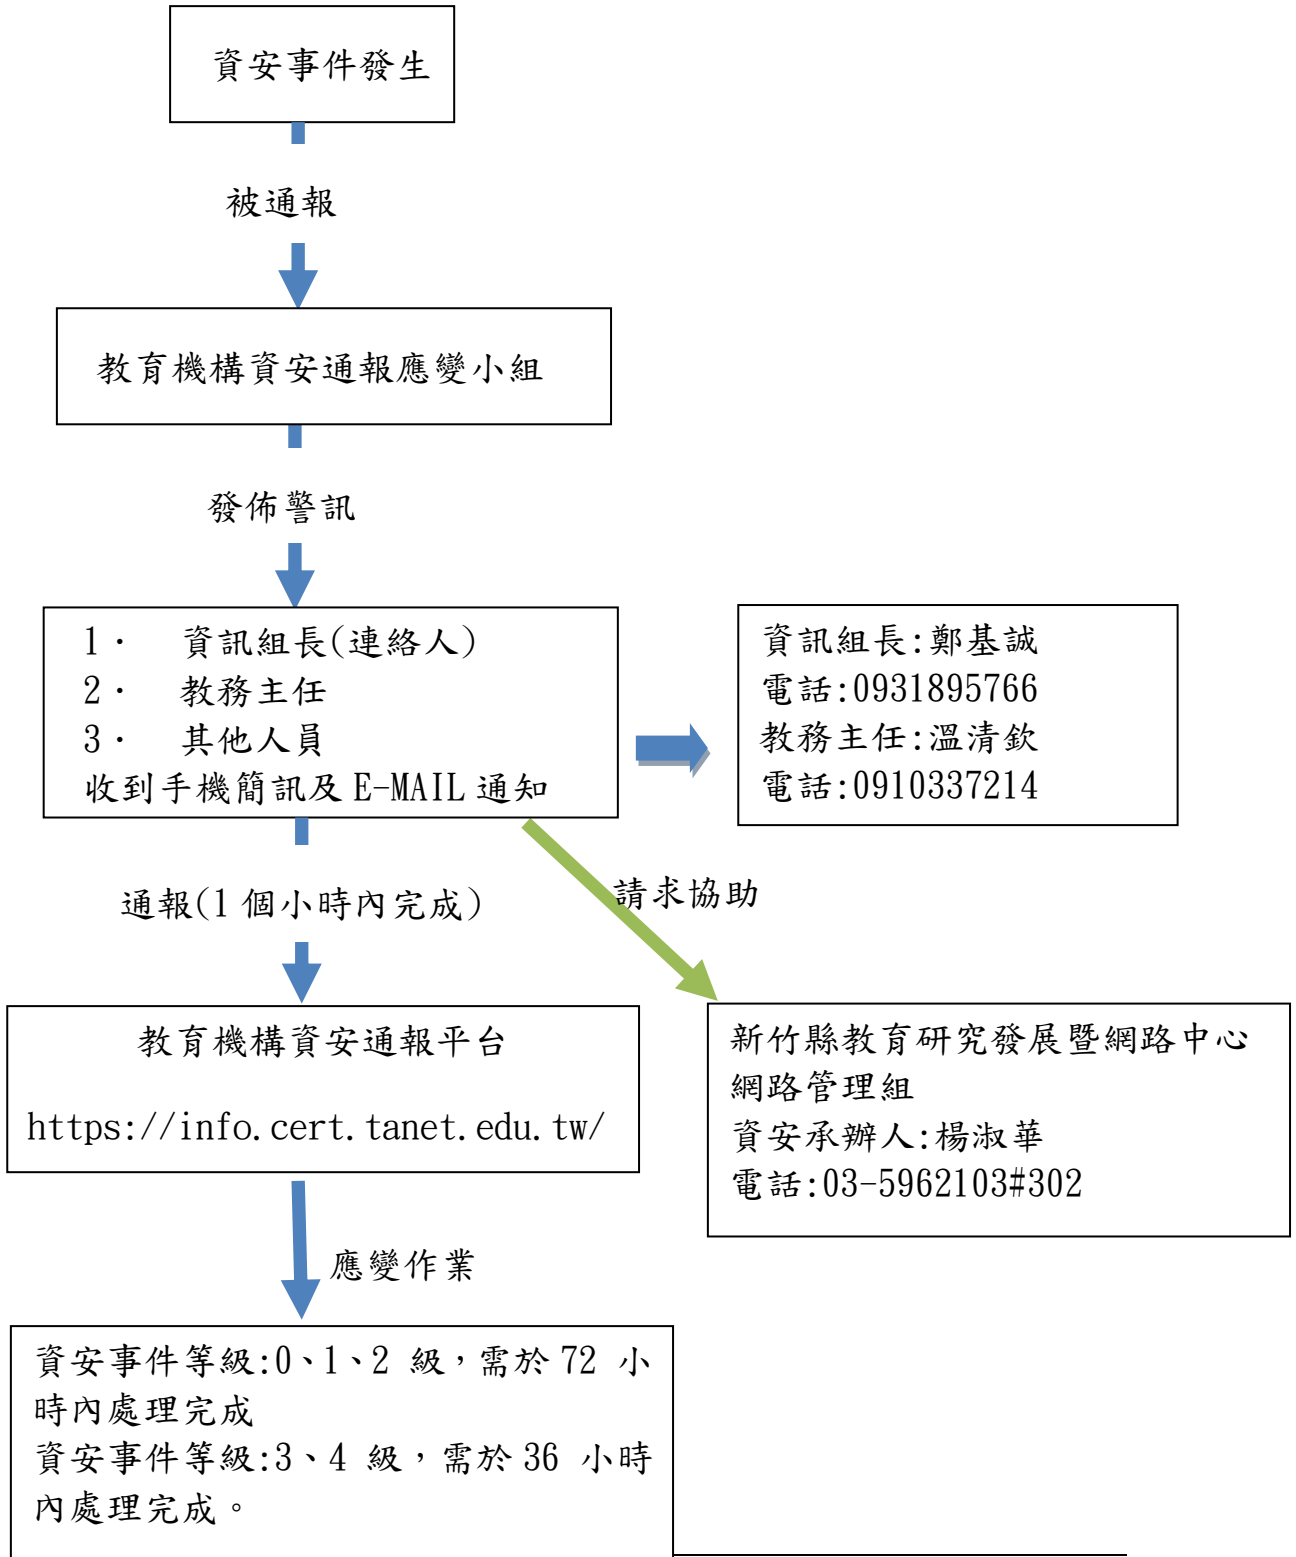 資安事件發生
被通報
教育機構資安通報應變小組
發佈警訊
1. 資訊組長(連絡人)
2. 教務主任
3. 其他人員
收到手機簡訊及 E-MAIL 通知
資訊組長:鄭基誠
電話:0931895766
教務主任:溫清欽
電話:0910337214
通報(1 個小時內完成)
請求協助
教育機構資安通報平台
https://info.cert.tanet.edu.tw/
新竹縣教育研究發展暨網路中心
網路管理組
資安承辦人:楊淑華
電話:03-5962103#302
應變作業
資安事件等級:0、1、2 級,需於 72 小
時內處理完成
資安事件等級:3、4 級,需於 36 小時
內處理完成。